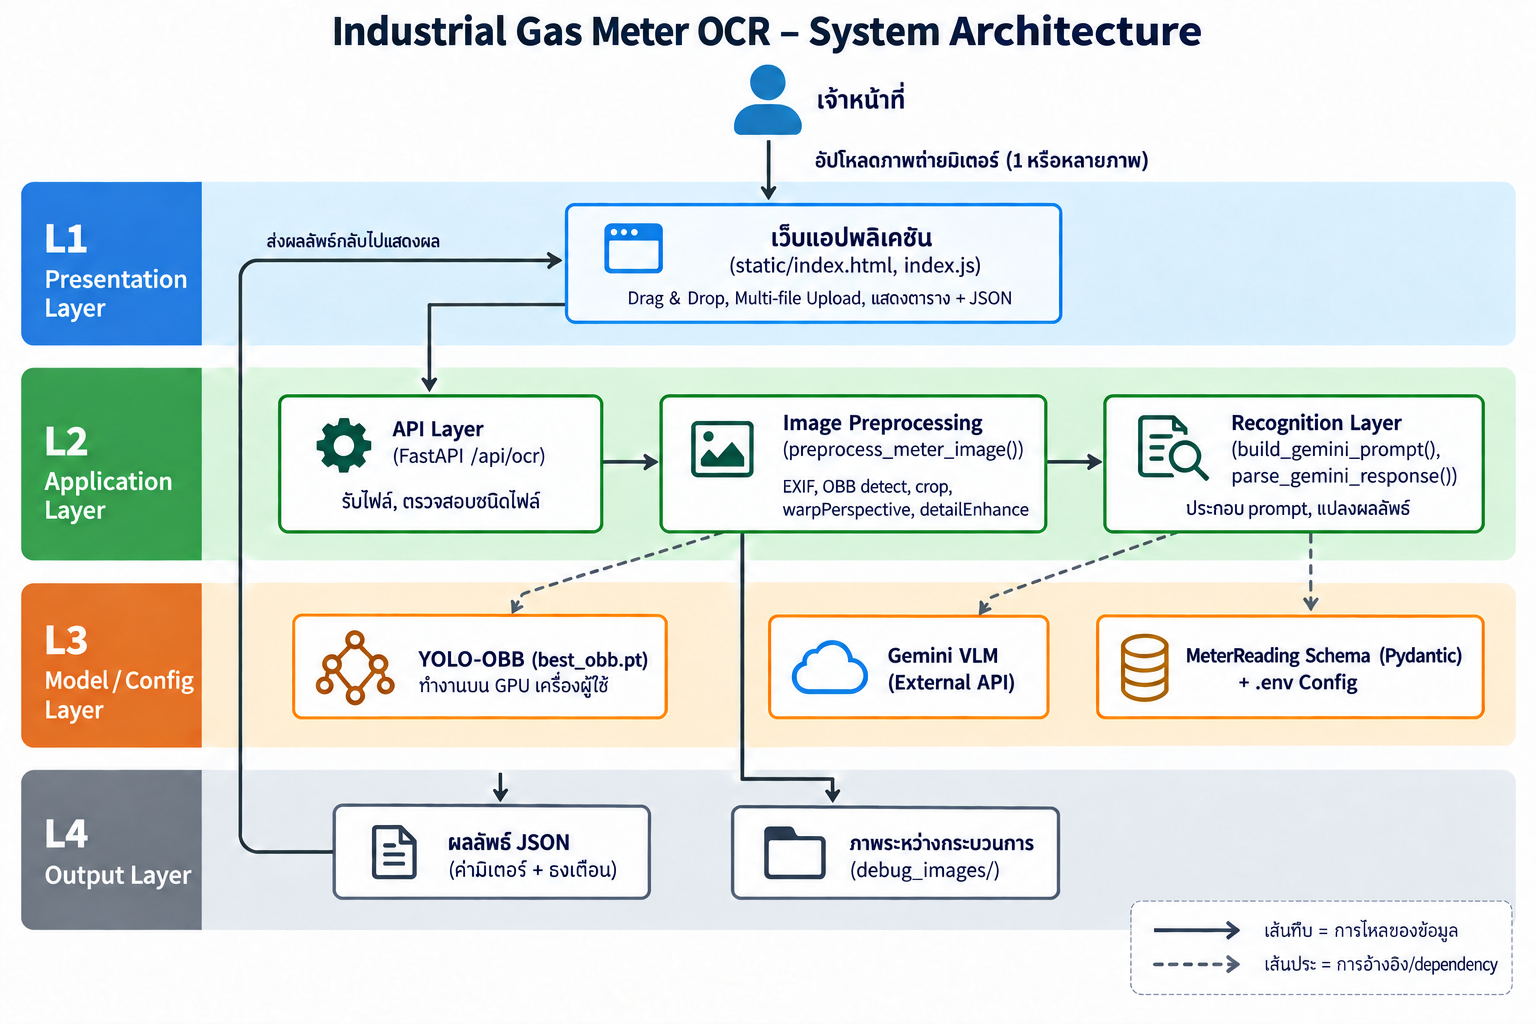 Industrial Gas Meter OCR – System Architecture
เจ้าหน้าที่
อัปโหลดภาพถ่ายมิเตอร์ (1 หรือหลายภาพ)
L1
Presentation
Layer
ส่งผลลัพธ์กลับไปแสดงผล
เว็บแอปพลิเคชัน
(static/index.html, index.js)
Drag & Drop, Multi-file Upload, แสดงตาราง + JSON
L2
Application
Layer
API Layer
(FastAPI /api/ocr)
รับไฟล์, ตรวจสอบชนิดไฟล์
Image Preprocessing
(preprocess_meter_image())
EXIF, OBB detect, crop,
warpPerspective, detailEnhance
Recognition Layer
(build_gemini_prompt(),
parse_gemini_response())
ประกอบ prompt, แปลงผลลัพธ์
L3
Model / Config
Layer
YOLO-OBB (best_obb.pt)
ทำงานบน GPU เครื่องผู้ใช้
Gemini VLM
(External API)
MeterReading Schema (Pydantic)
+ .env Config
L4
Output Layer
ผลลัพธ์ JSON
(ค่ามิเตอร์ + ธงเตือน)
ภาพระหว่างกระบวนการ
(debug_images/)
เส้นทึบ = การไหลของข้อมูล
เส้นประ = การอ้างอิง/dependency